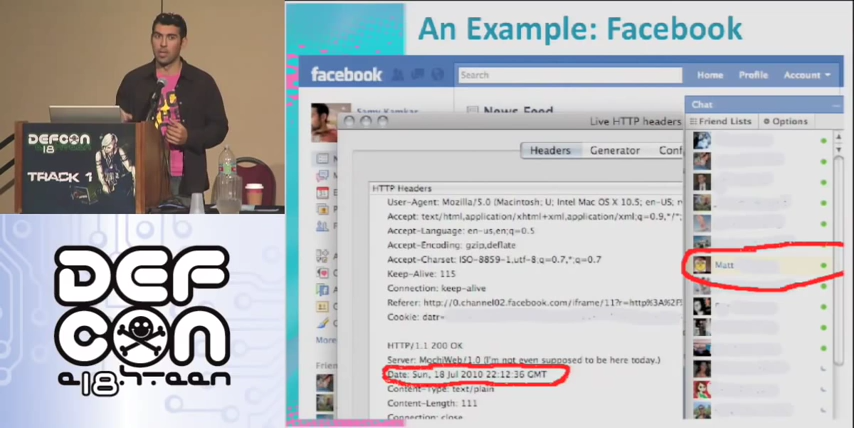 An Example: Facebook
facebook
Search
Home Profile Account
Samy Kamkar
News Feed
Chat
Live HTTP headers
Friend Lists Options
Headers Generator
HTTP Headers
User-Agent: Mozilla/5.0 (Macintosh; U; Intel Mac OS X 10.5; en-US; r
Accept: text/html,application/xhtml+xml,application/xml;q=0.9,*/*;
Accept-Language: en-us,en;q=0.5
Accept-Encoding: gzip,deflate
Accept-Charset: ISO-8859-1,utf-8;q=0.7,*;q=0.7
Keep-Alive: 115
Connection: keep-alive
Referer: http://0.channel02.facebook.com/iframe/11?r=http%3A%2F
Cookie: datr=
Matt
HTTP/1.1 200 OK
Server: MochiWeb/1.0 (I'm not even supposed to be here today.)
Date: Sun, 18 Jul 2010 22:12:36 GMT
Content-Type: text/plain
Content-Length: 111
Connection: close
DEFCON
18
TRACK 1
DEF
CON
e18hteen